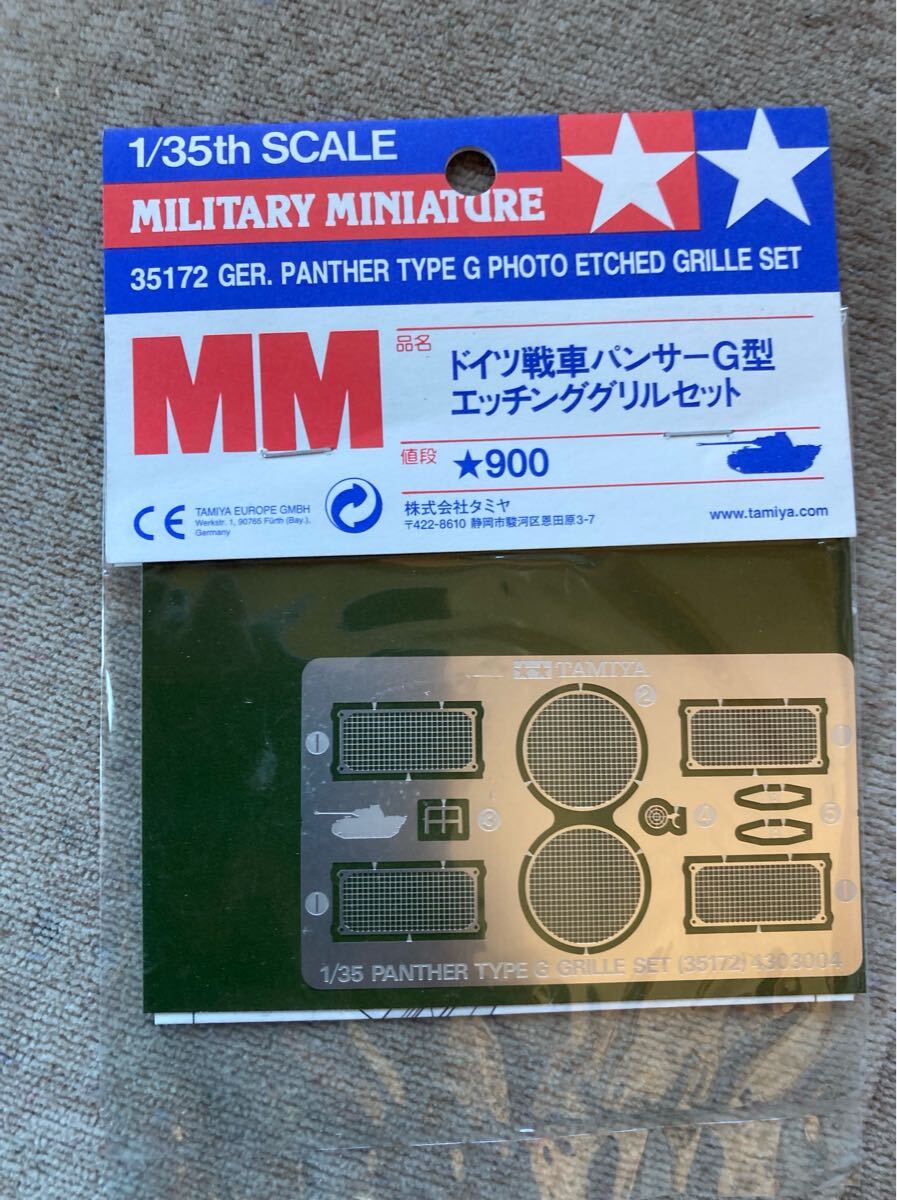 1/35th SCALE
MILITARY MINIATURE
35172 GER. PANTHER TYPE G PHOTO ETCHED GRILLE SET
MM
品名
ドイツ戦車パンサーG型
エッチンググリルセット
値段
★900
CE
TAMIYA EUROPE GMBH
Werkstr. 1, 90765 Fürth (Bay.),
Germany
株式会社タミヤ
〒422-8610 静岡市駿河区恩田原3-7
www.tamiya.com
TAMIYA
1 2 1
3 4 5
1 1
1/35 PANTHER TYPE G GRILLE SET (35172) 4303004